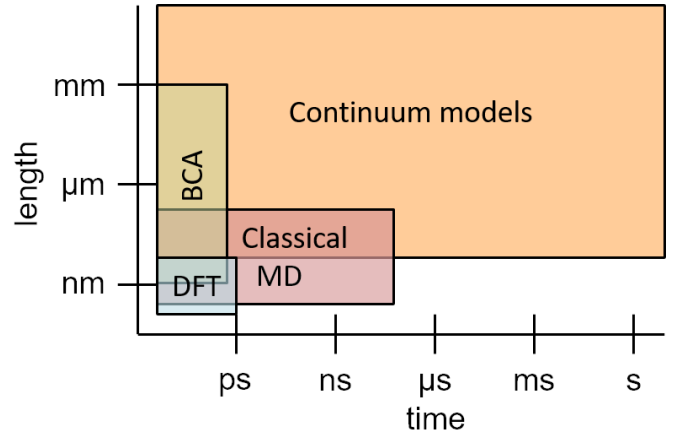 mm
Continuum models
BCA
length
µm
Classical
MD
nm
DFT
ps
ns
µs
ms
s
time